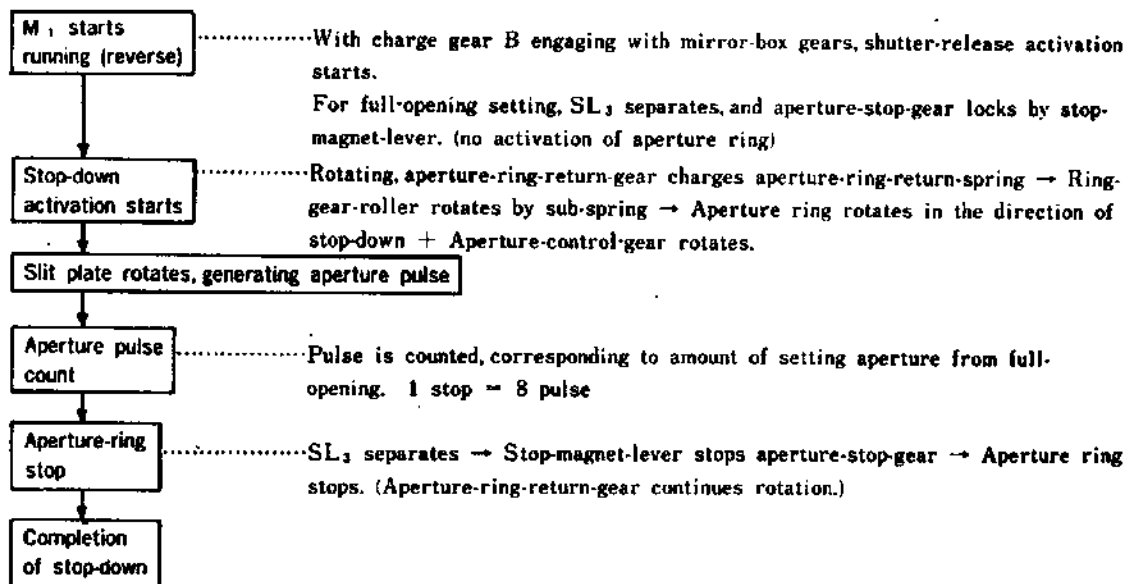 M₁ starts
running (reverse)
With charge gear B engaging with mirror-box gears, shutter-release activation
starts.
For full-opening setting, SL₃ separates, and aperture-stop-gear locks by stop-
magnet-lever. (no activation of aperture ring)
Stop-down
activation starts
Rotating, aperture-ring-return-gear charges aperture-ring-return-spring → Ring-
gear-roller rotates by sub-spring → Aperture ring rotates in the direction of
stop-down + Aperture-control-gear rotates.
Slit plate rotates, generating aperture pulse
Aperture pulse
count
Pulse is counted, corresponding to amount of setting aperture from full-
opening. 1 stop = 8 pulse
Aperture-ring
stop
SL₃ separates → Stop-magnet-lever stops aperture-stop-gear → Aperture ring
stops. (Aperture-ring-return-gear continues rotation.)
Completion
of stop-down